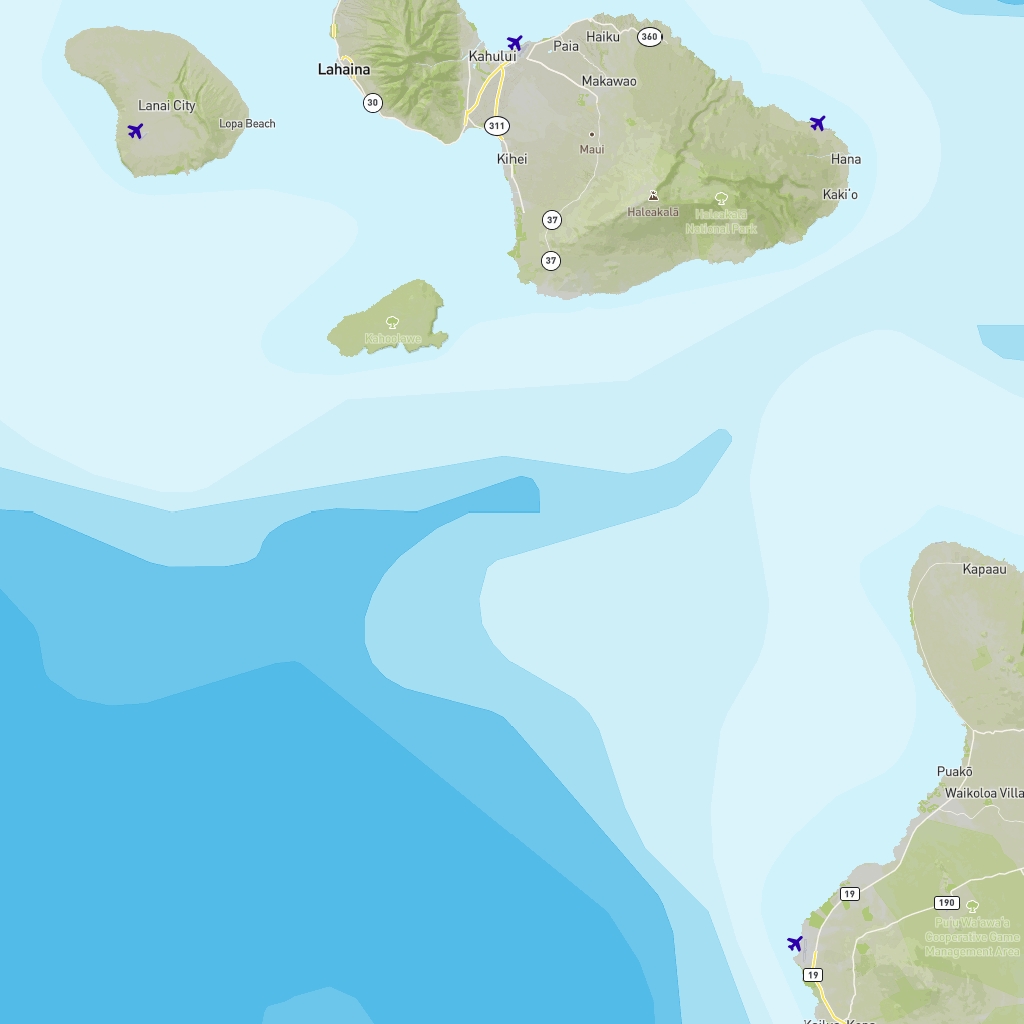 Haiku
360
Paia
Kahului
Lahaina
Makawao
30
Lanai City
Lopa Beach
311
Maui
Kihei
Hana
Kaki'o
Haleakalā
Haleakalā
National Park
37
37
Kahoolawe
Kapaau
Puakō
Waikoloa Villa
19
190
Pu'u Wa'awa'a
Cooperative Game
Management Area
19
Kailua-Kona